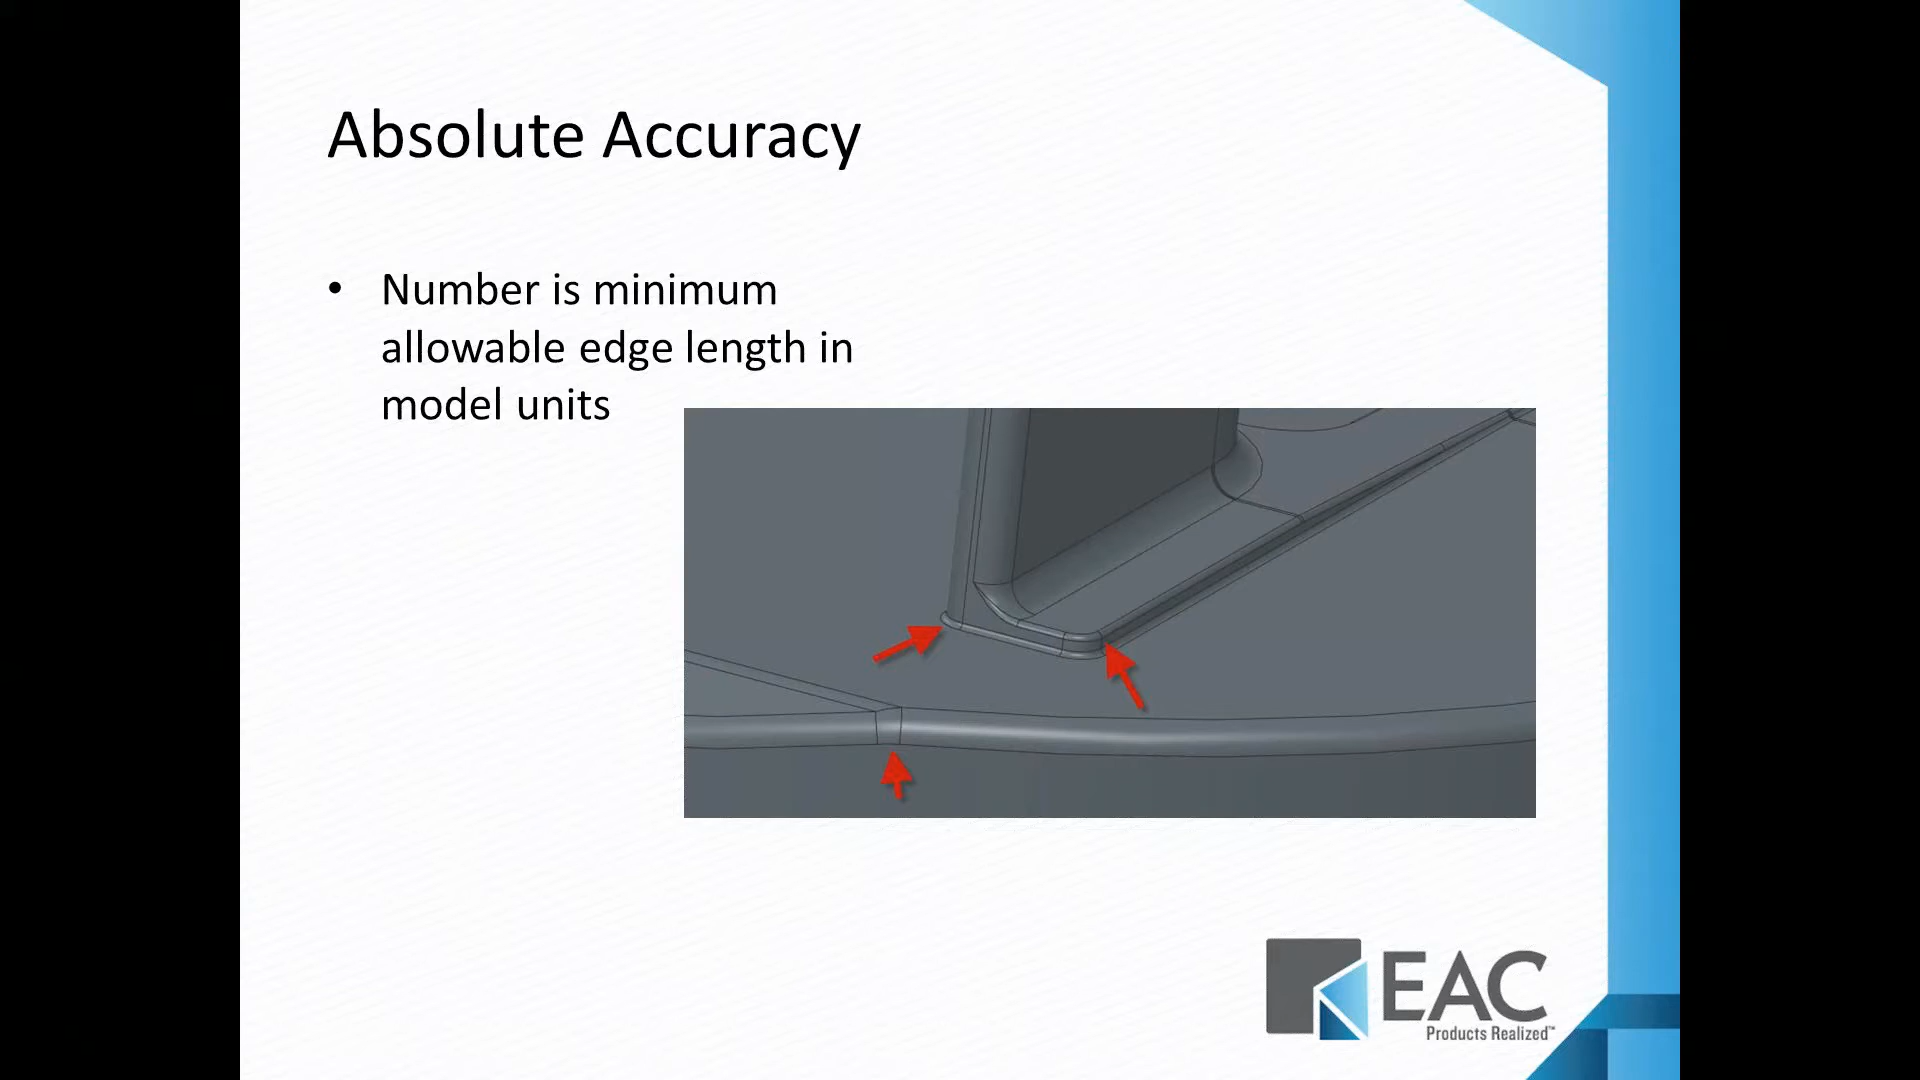 Absolute Accuracy
• Number is minimum
allowable edge length in
model units
EAC
Products Realized™